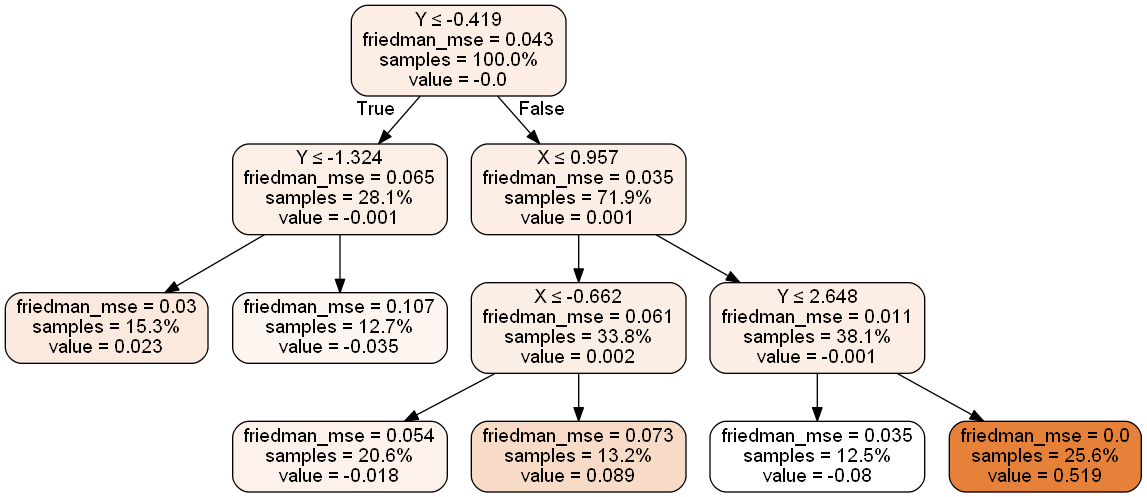 Y ≤ -0.419
friedman_mse = 0.043
samples = 100.0%
value = -0.0
True
False
Y ≤ -1.324
friedman_mse = 0.065
samples = 28.1%
value = -0.001
X ≤ 0.957
friedman_mse = 0.035
samples = 71.9%
value = 0.001
friedman_mse = 0.03
samples = 15.3%
value = 0.023
friedman_mse = 0.107
samples = 12.7%
value = -0.035
X ≤ -0.662
friedman_mse = 0.061
samples = 33.8%
value = 0.002
Y ≤ 2.648
friedman_mse = 0.011
samples = 38.1%
value = -0.001
friedman_mse = 0.054
samples = 20.6%
value = -0.018
friedman_mse = 0.073
samples = 13.2%
value = 0.089
friedman_mse = 0.035
samples = 12.5%
value = -0.08
friedman_mse = 0.0
samples = 25.6%
value = 0.519